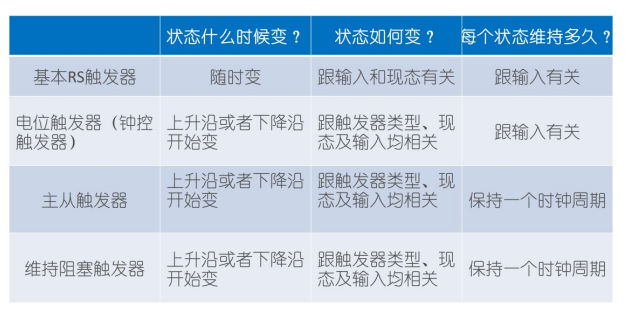 状态什么时候变？ 状态如何变？ 每个状态维持多久？
基本RS触发器 随时变 跟输入和现态有关 跟输入有关
电位触发器（钟控 上升沿或者下降沿 跟触发器类型、现 跟输入有关
触发器） 开始变 态及输入均相关
主从触发器 上升沿或者下降沿 跟触发器类型、现 保持一个时钟周期
开始变 态及输入均相关
维持阻塞触发器 上升沿或者下降沿 跟触发器类型、现 保持一个时钟周期
开始变 态及输入均相关